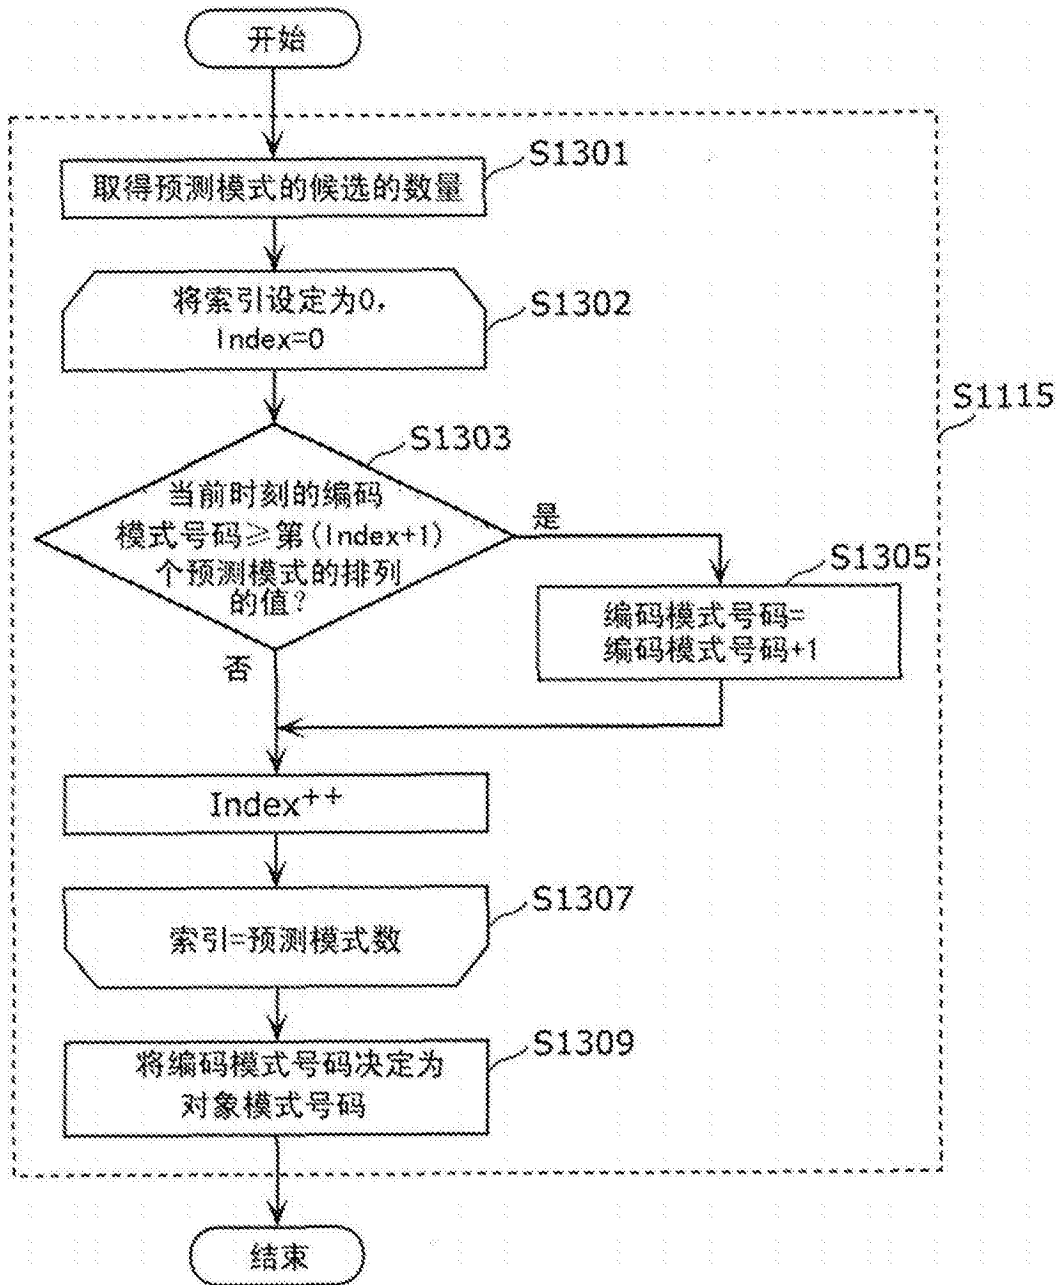 开始
S1301
取得预测模式的候选的数量
将索引设定为0,
Index=0
S1302
S1115
S1303
当前时刻的编码
模式号码≥第(Index+1)
个预测模式的排列
的值?
是
S1305
编码模式号码=
编码模式号码+1
否
Index++
S1307
索引=预测模式数
S1309
将编码模式号码决定为
对象模式号码
结束